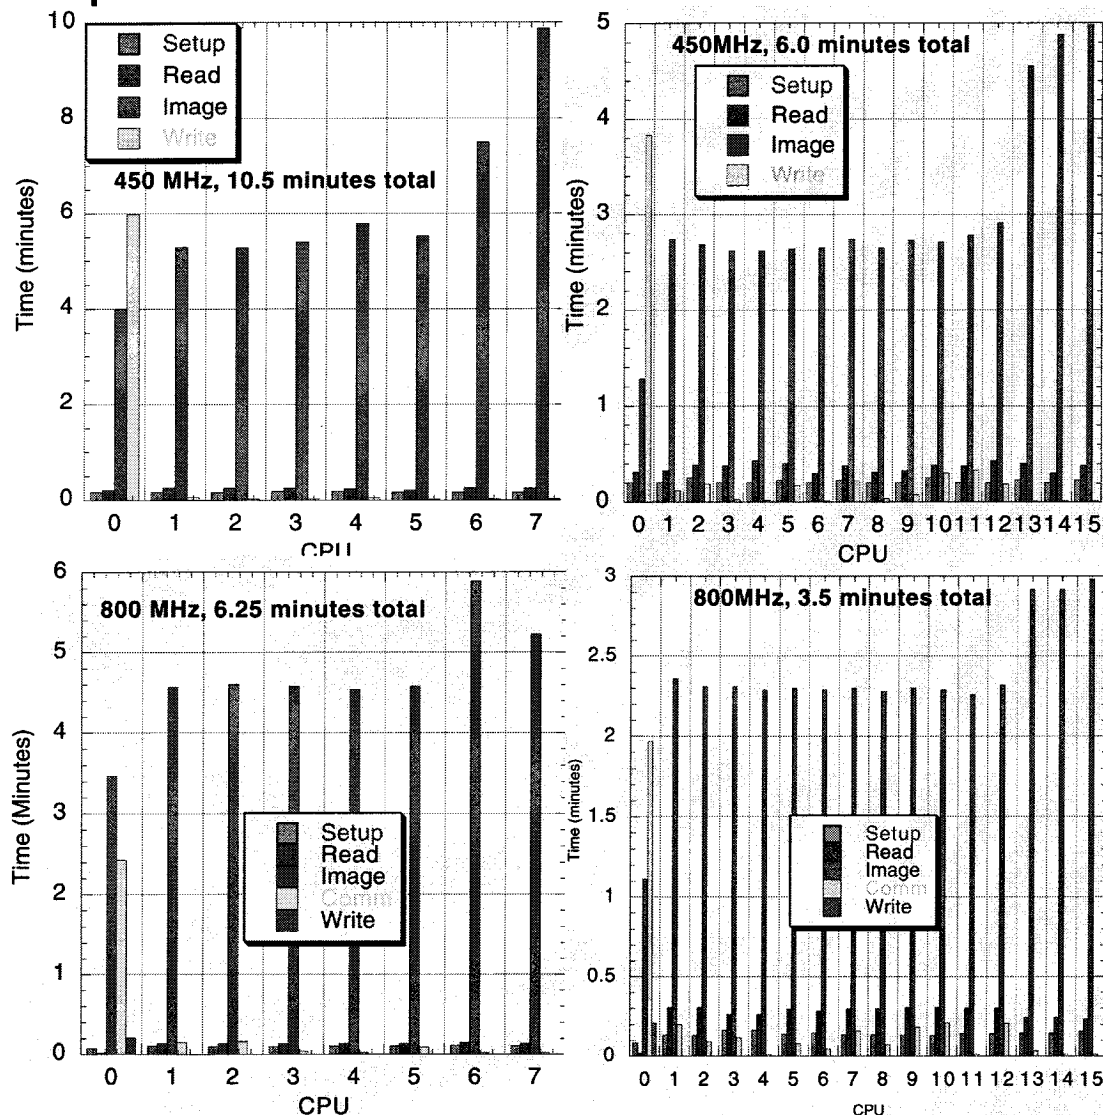 10
8
6
4
2
0
Time (minutes)
Setup
Read
Image
Write
450 MHz, 10.5 minutes total
0 1 2 3 4 5 6 7
CPU
5
4
3
2
1
0
Time (minutes)
450MHz, 6.0 minutes total
Setup
Read
Image
Write
0 1 2 3 4 5 6 7 8 9 10 11 12 13 14 15
CPU
6
5
4
3
2
1
0
Time (Minutes)
800 MHz, 6.25 minutes total
Setup
Read
Image
Comm
Write
0 1 2 3 4 5 6 7
CPU
3
2.5
2
1.5
1
0.5
0
Time (minutes)
800MHz, 3.5 minutes total
Setup
Read
Image
Comm
Write
0 1 2 3 4 5 6 7 8 9 10 11 12 13 14 15
CPU